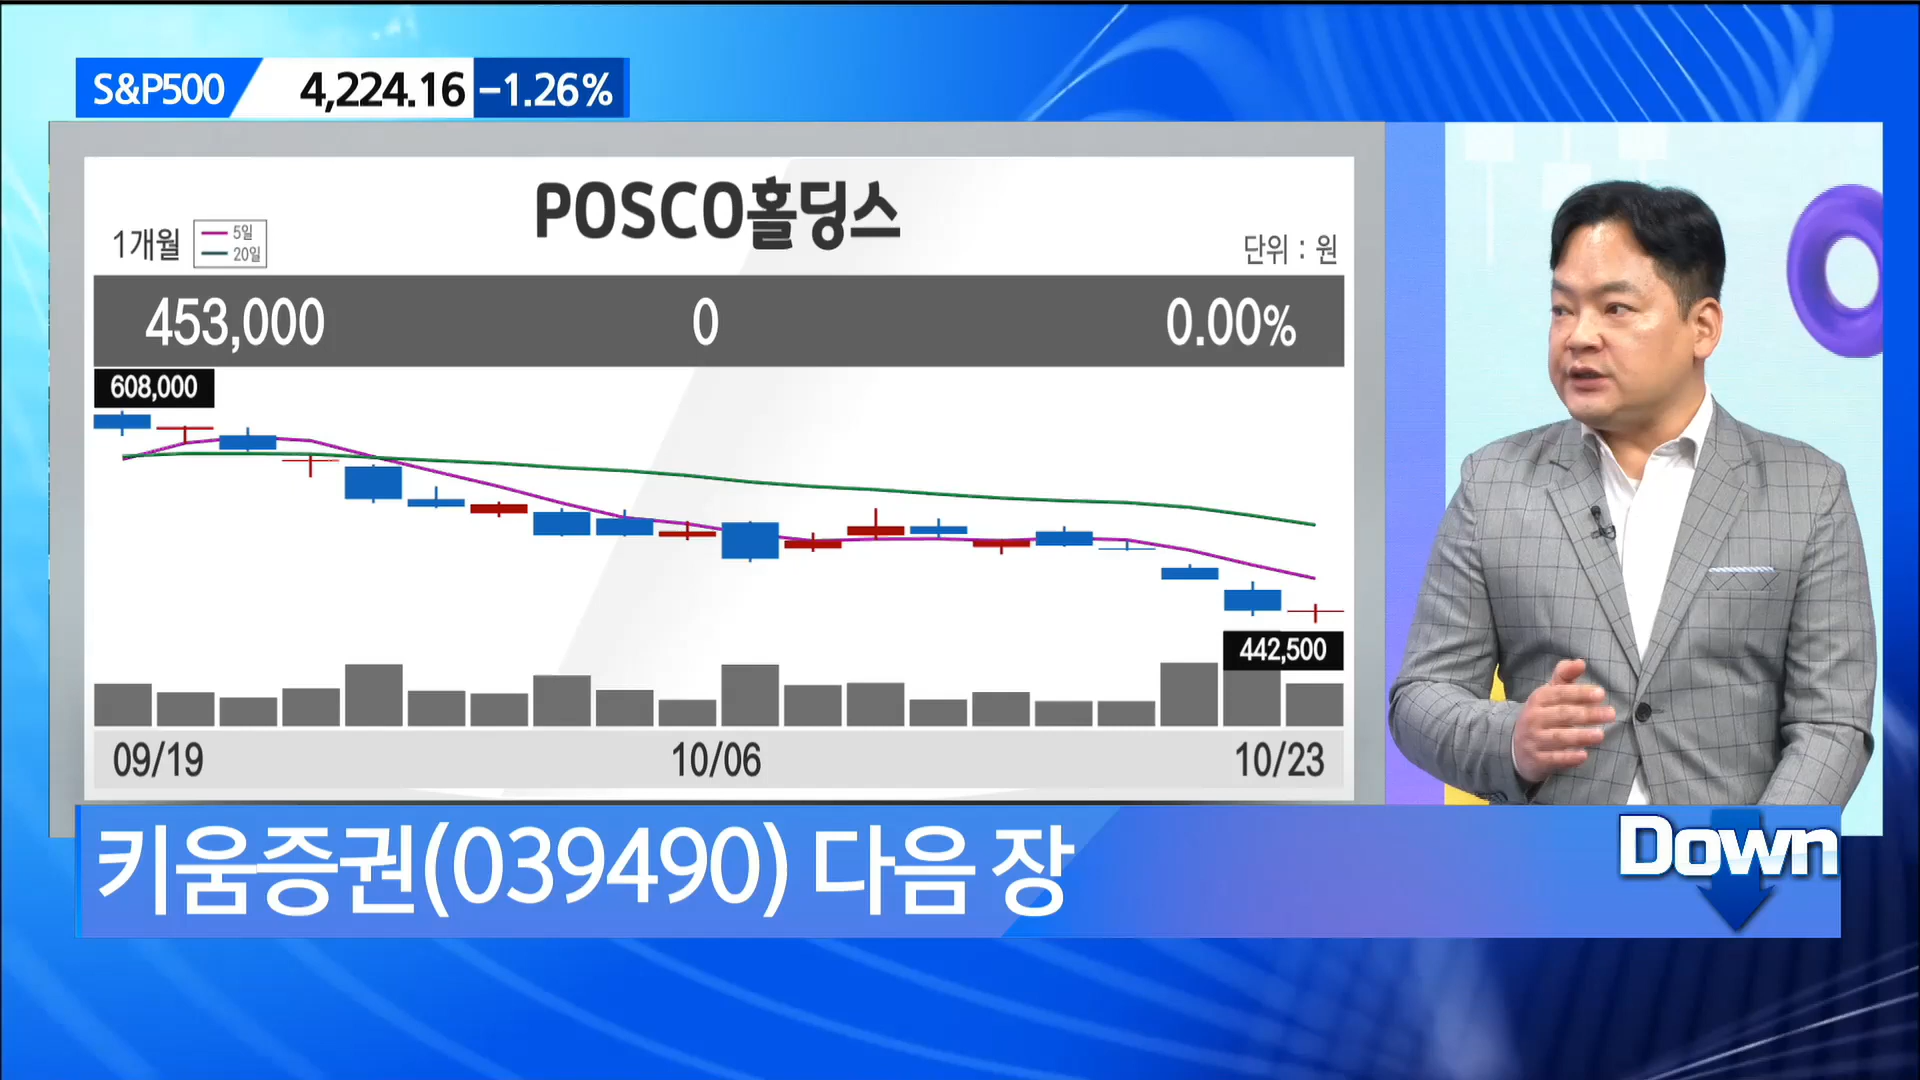 S&P500 4,224.16 -1.26%
POSCO홀딩스
1개월
5일
20일
단위 : 원
453,000 0 0.00%
608,000
442,500
09/19 10/06 10/23
키움증권(039490) 다음 장
Down